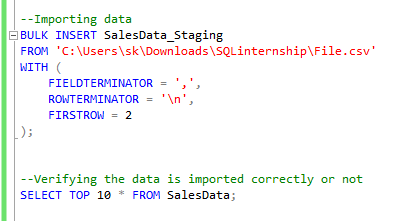 --Importing data
BULK INSERT SalesData_Staging
FROM 'C:\Users\sk\Downloads\SQLinternship\File.csv'
WITH (
    FIELDTERMINATOR = ',',
    ROWTERMINATOR = '\n',
    FIRSTROW = 2
);
--Verifying the data is imported correctly or not
SELECT TOP 10 * FROM SalesData;